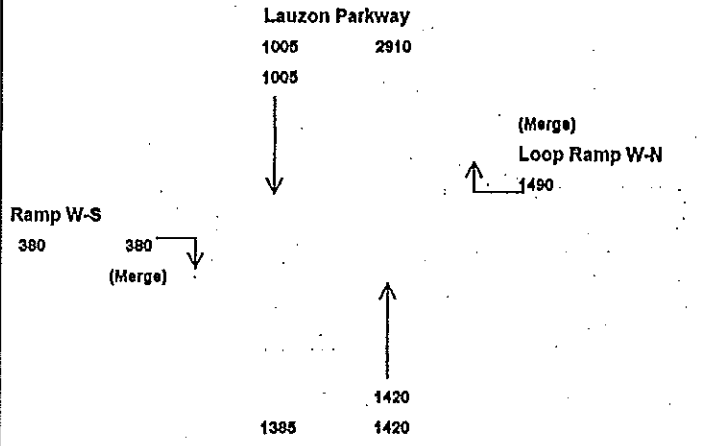 Lauzon Parkway
1005 2910
1005
(Merge)
Loop Ramp W-N
1490
Ramp W-S
380 380
(Merge)
1420
1385 1420